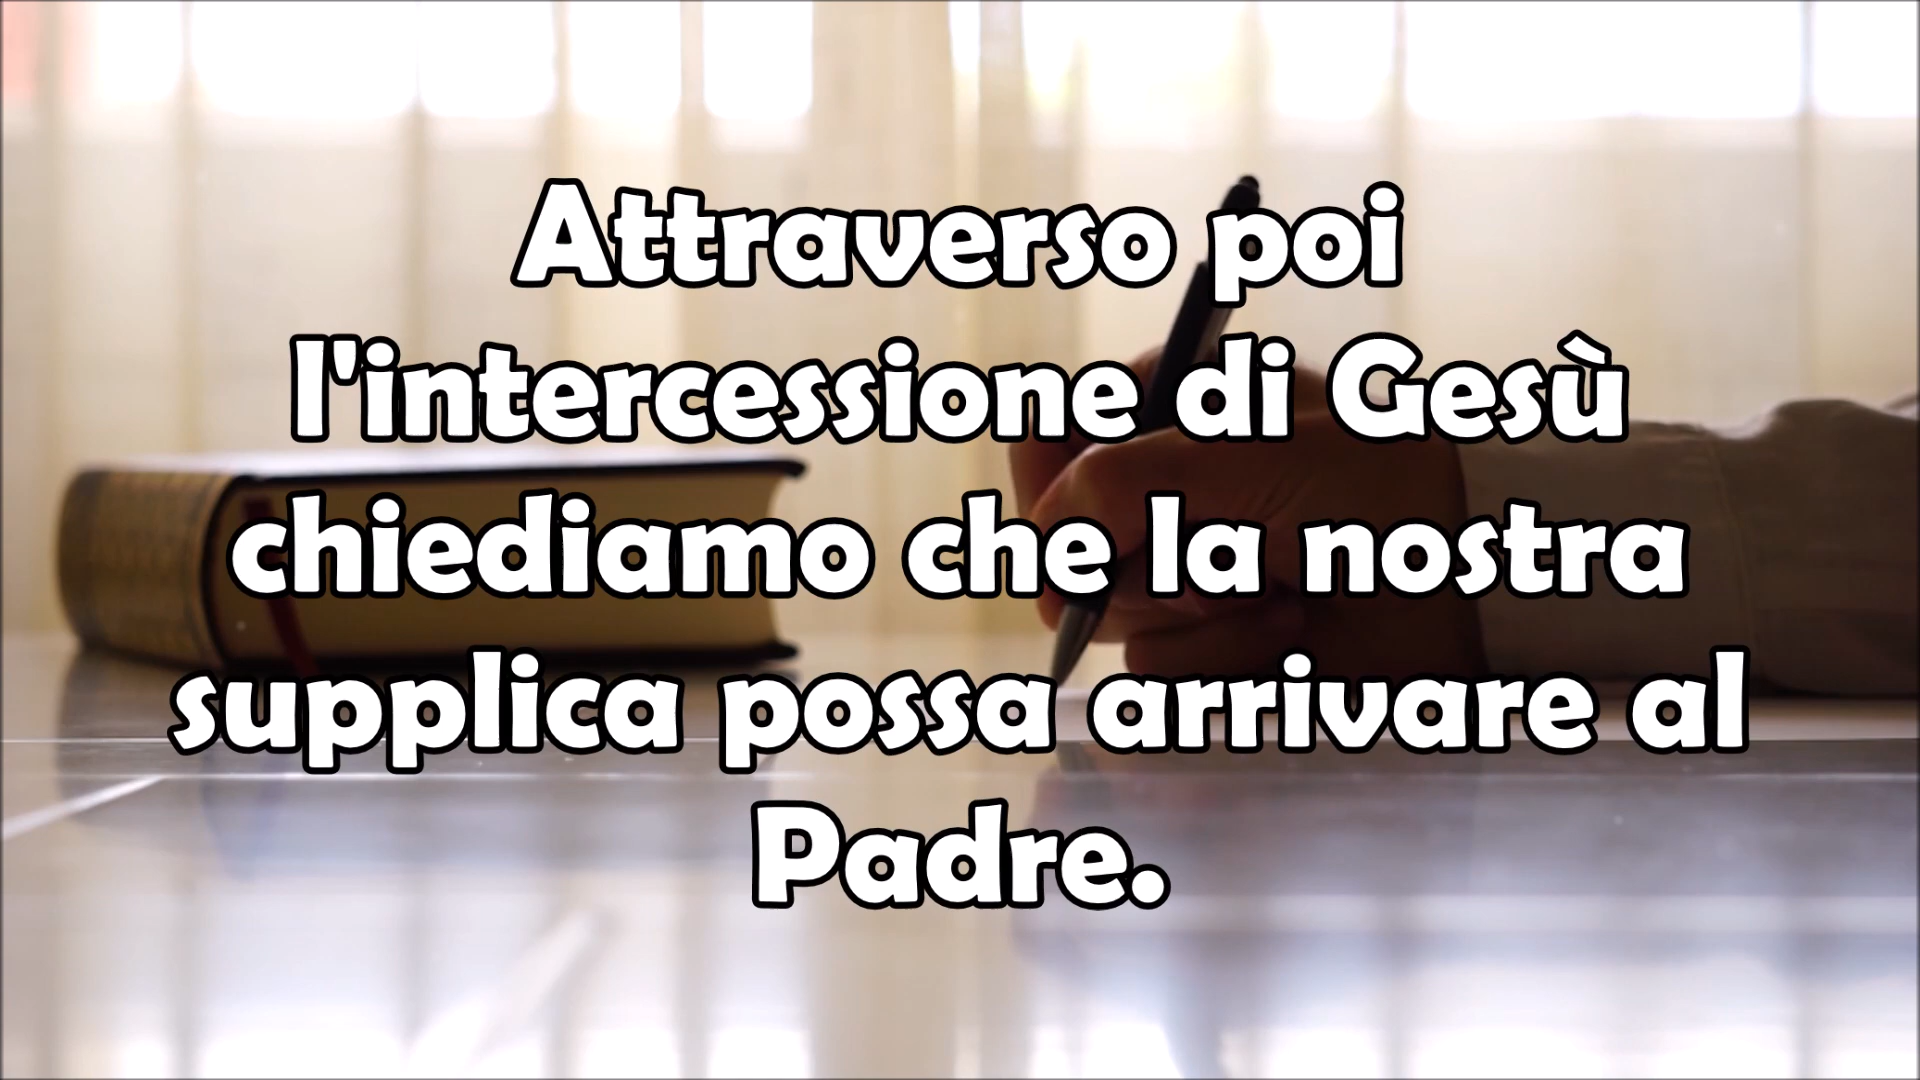 Attraverso poi
l'intercessione di Gesù
chiediamo che la nostra
supplica possa arrivare al
Padre.